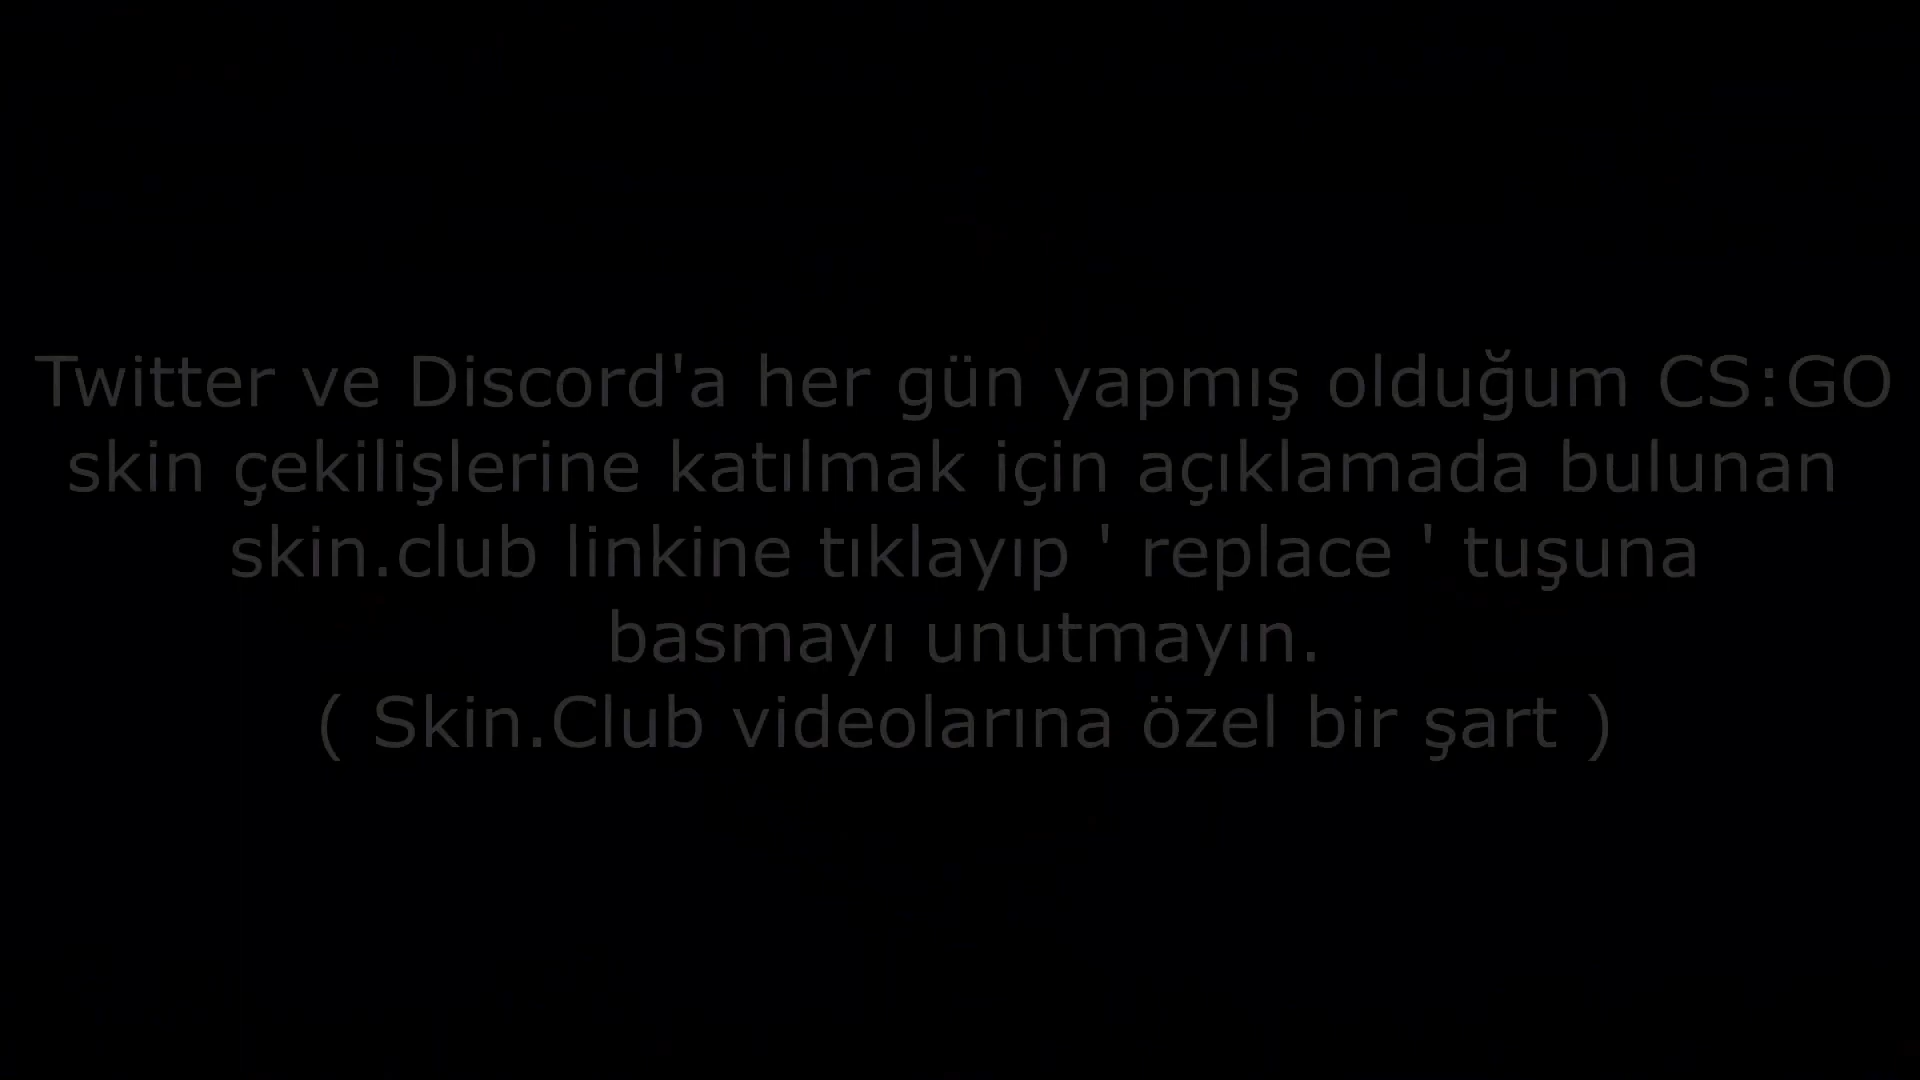 Twitter ve Discord'a her gün yapmış olduğum CS:GO
skin çekilişlerine katılmak için açıklamada bulunan
skin.club linkine tıklayıp ' replace ' tuşuna
basmayı unutmayın.
( Skin.Club videolarına özel bir şart )